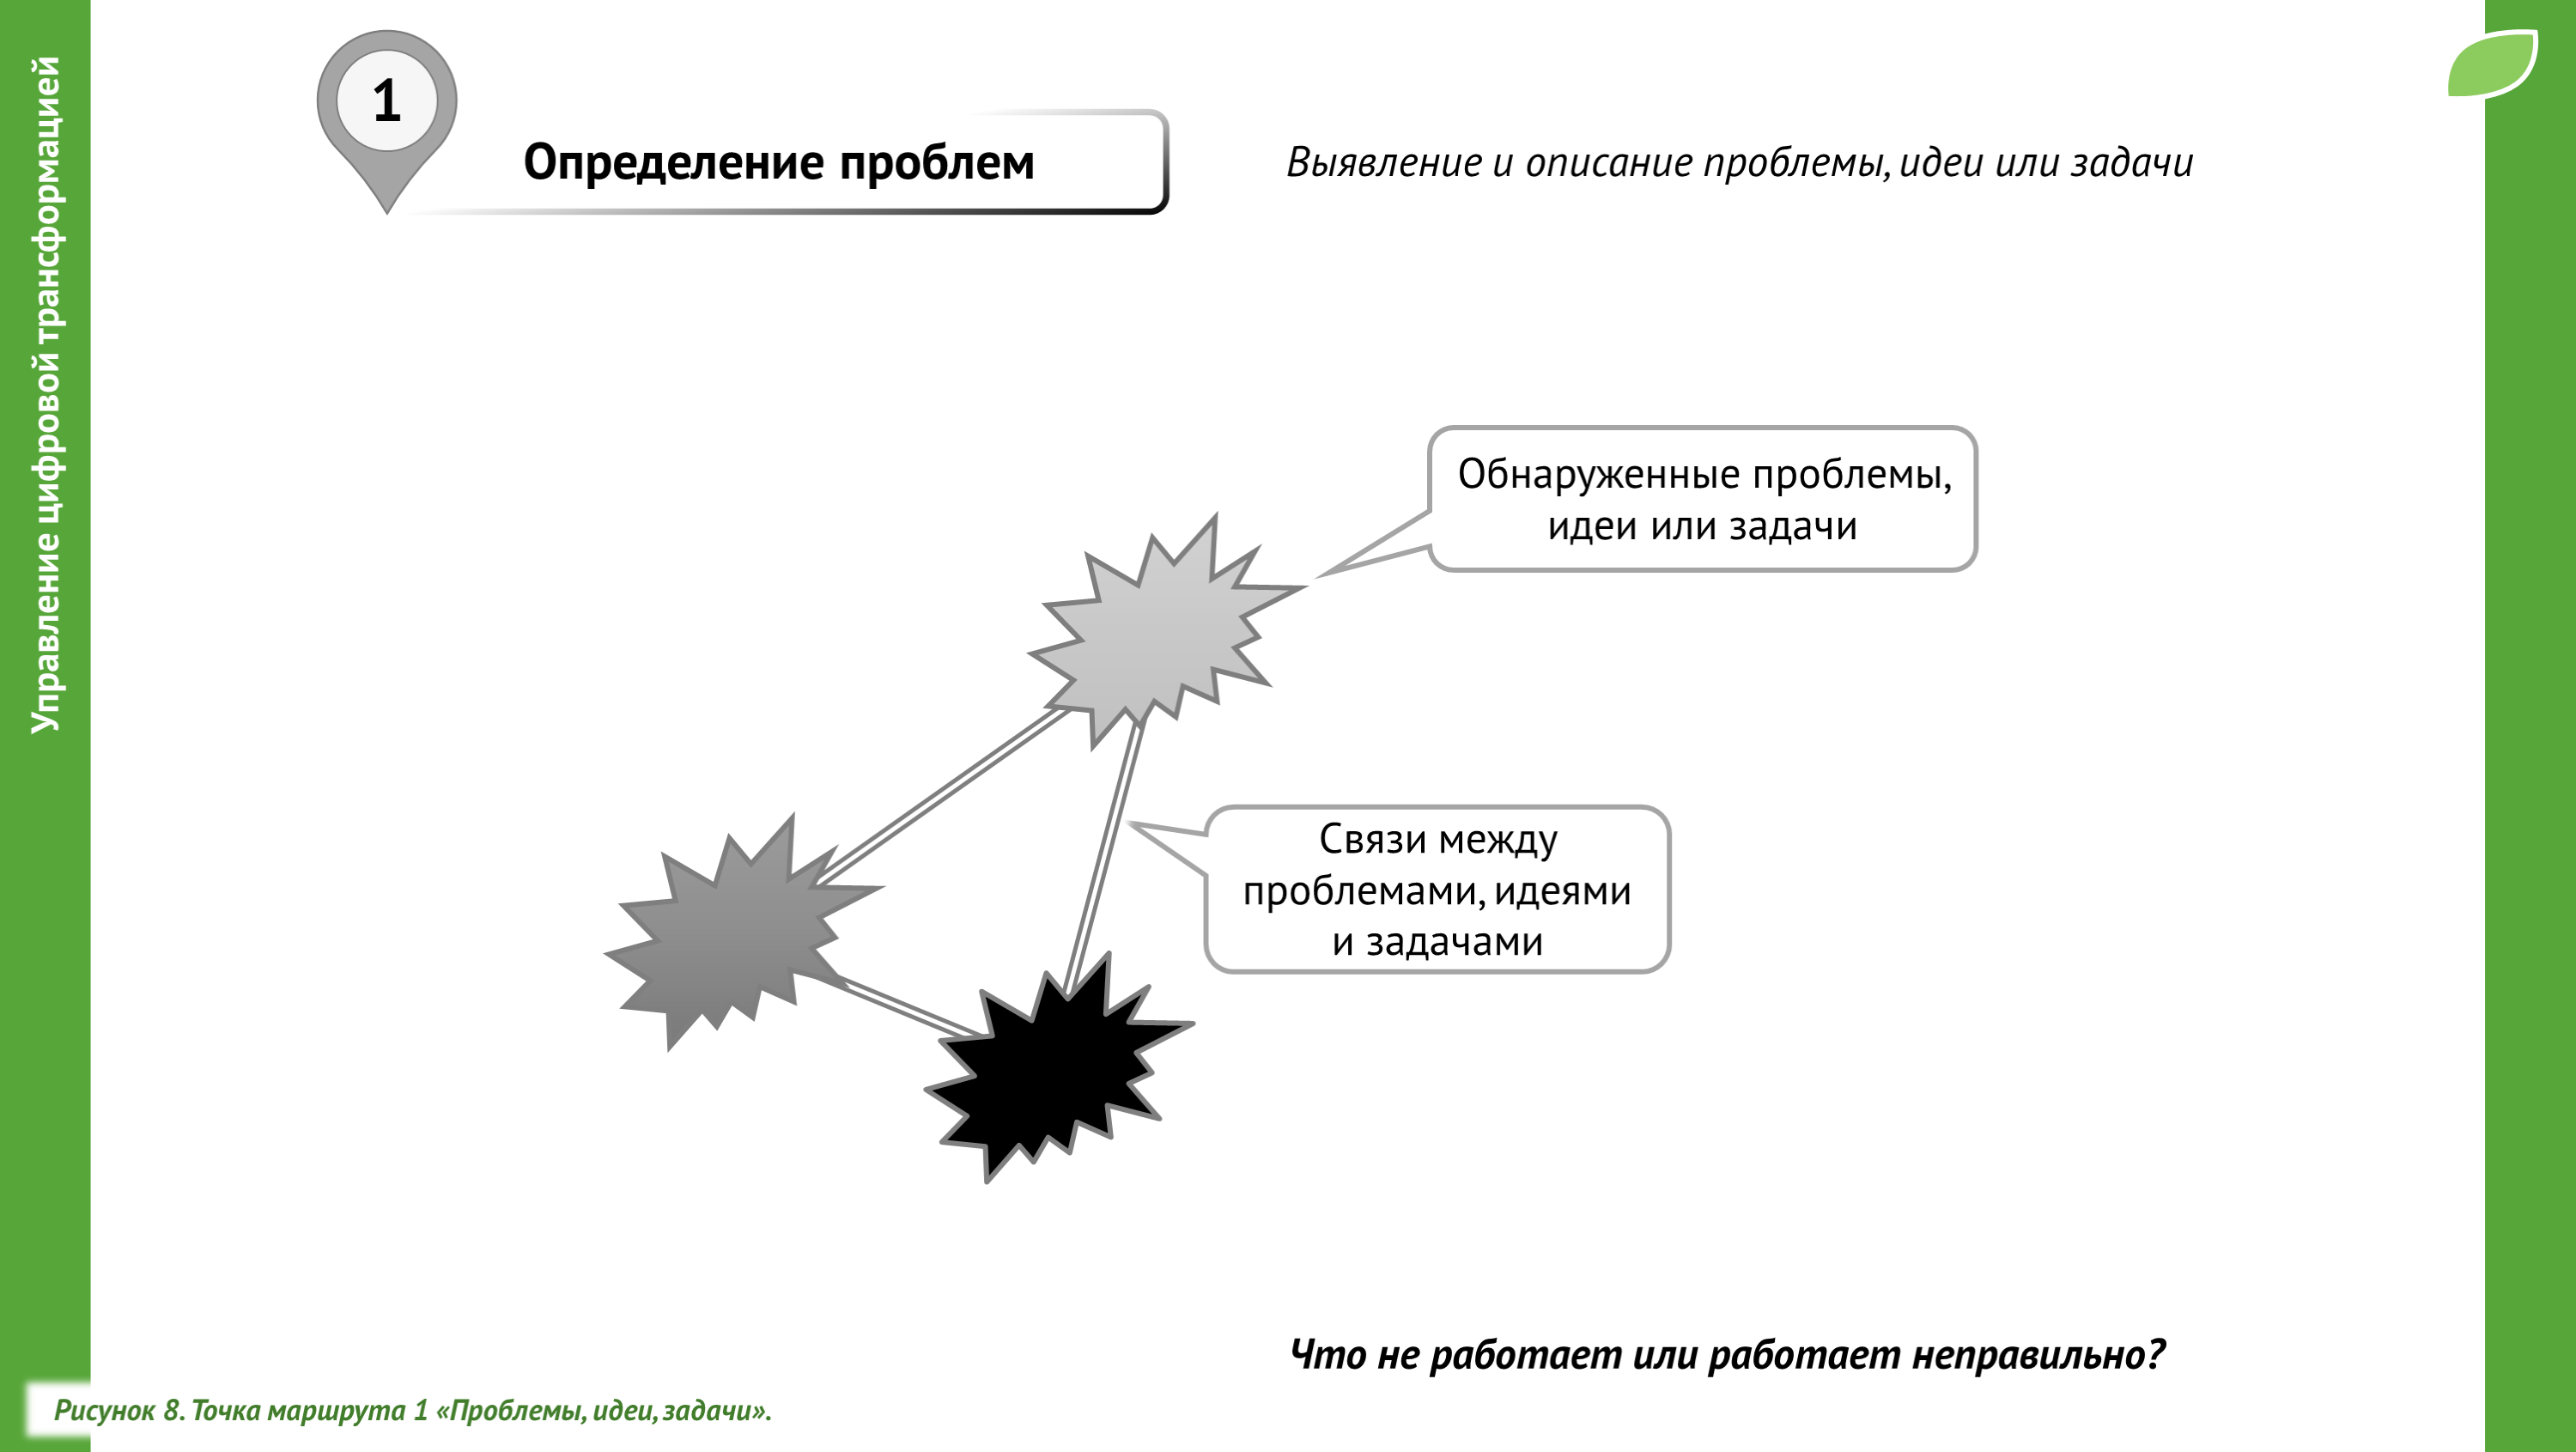 Управление цифровой трансформацией
1
Определение проблем
Выявление и описание проблемы, идеи или задачи
Обнаруженные проблемы,
идеи или задачи
Связи между
проблемами, идеями
и задачами
Что не работает или работает неправильно?
Рисунок 8. Точка маршрута 1 «Проблемы, идеи, задачи».